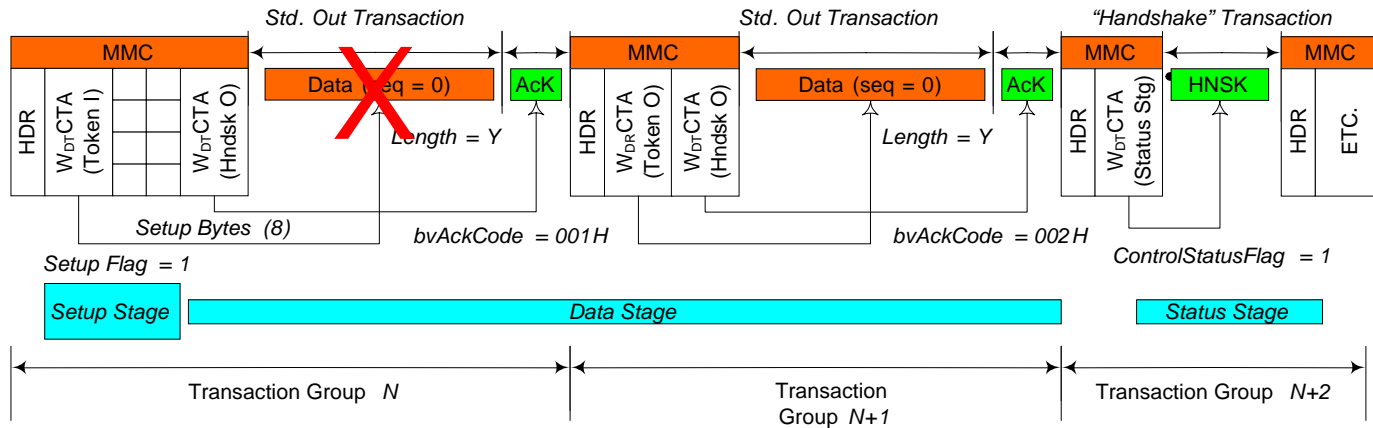 Std. Out Transaction
Std. Out Transaction
“Handshake” Transaction
MMC
MMC
MMC
MMC
Data (seq = 0)
AcK
Data (seq = 0)
AcK
HNSK
HDR
WDTCTA
(Token I)
WDTCTA
(Hndsk O)
Length = Y
HDR
WDRCTA
(Token O)
WDTCTA
(Hndsk O)
Length = Y
HDR
WDTCTA
(Status Stg)
HDR
ETC.
Setup Bytes (8)
bvAckCode = 001H
bvAckCode = 002H
ControlStatusFlag = 1
Setup Flag = 1
Setup Stage
Data Stage
Status Stage
Transaction Group N
Transaction
Group N+1
Transaction Group N+2